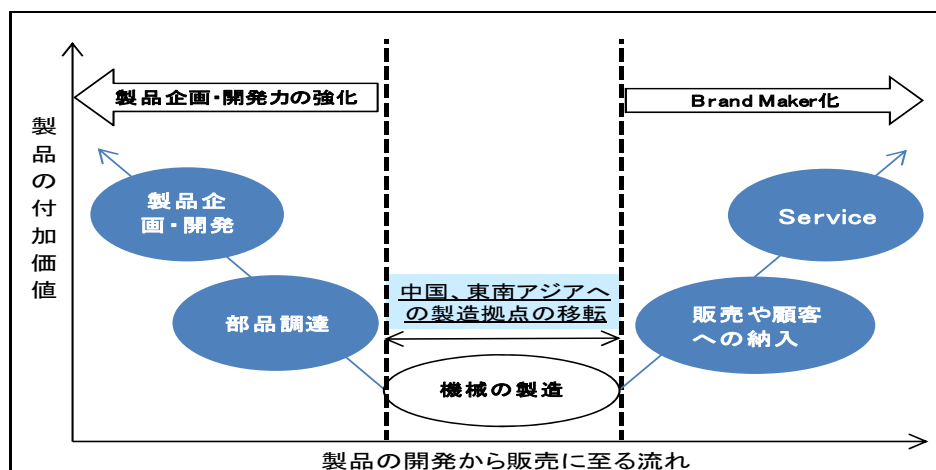 製品企画・開発力の強化
Brand Maker化
製品の付加価値
製品企
画・開発
Service
中国、東南アジアへ
の製造拠点の移転
部品調達
販売や顧客
への納入
機械の製造
製品の開発から販売に至る流れ